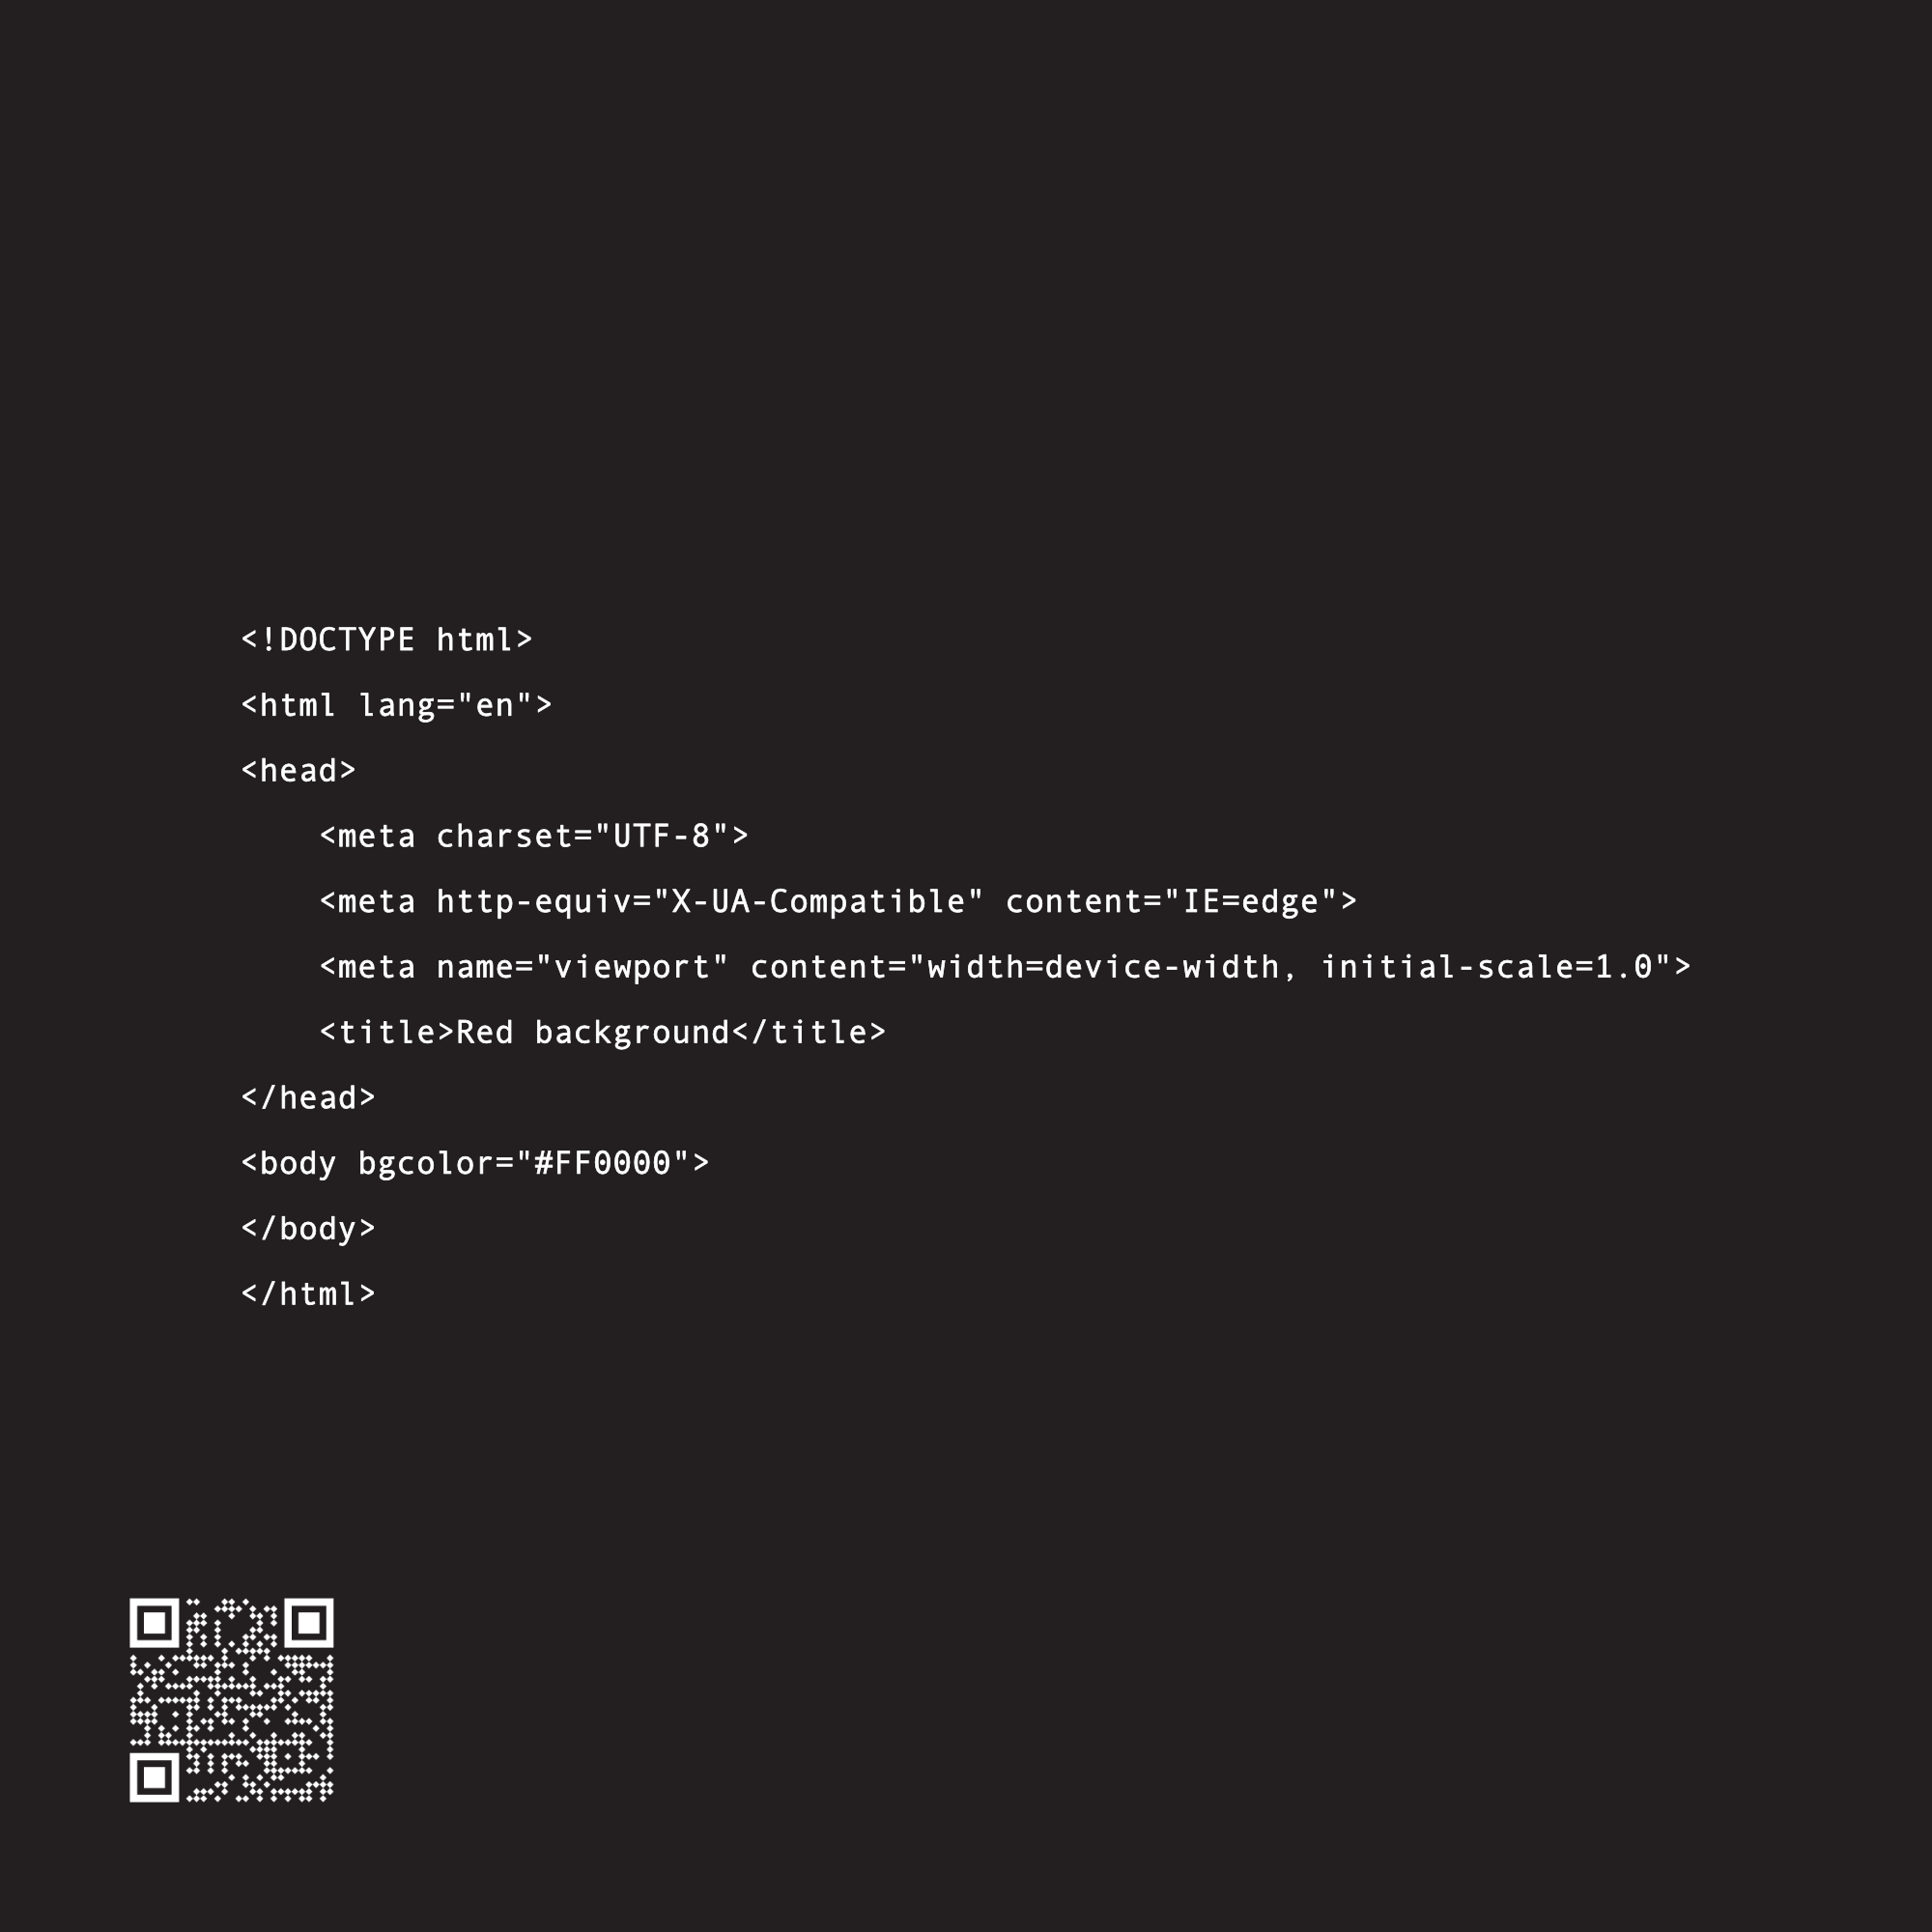 <!DOCTYPE html>
<html lang="en">
<head>
    <meta charset="UTF-8">
    <meta http-equiv="X-UA-Compatible" content="IE=edge">
    <meta name="viewport" content="width=device-width, initial-scale=1.0">
    <title>Red background</title>
</head>
<body bgcolor="#FF0000">
</body>
</html>